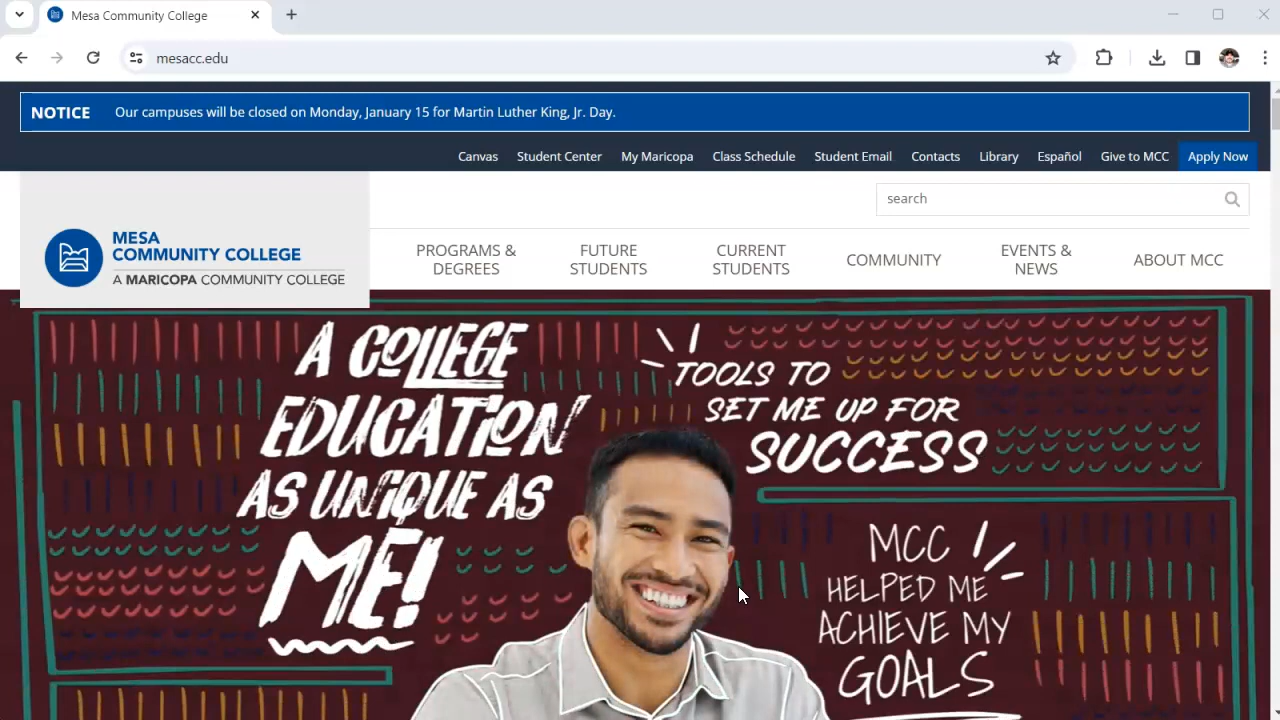 Mesa Community College
mesacc.edu
NOTICE Our campuses will be closed on Monday, January 15 for Martin Luther King, Jr. Day.
Canvas Student Center My Maricopa Class Schedule Student Email Contacts Library Español Give to MCC Apply Now
search
MESA
COMMUNITY COLLEGE
A MARICOPA COMMUNITY COLLEGE
PROGRAMS &
DEGREES
FUTURE
STUDENTS
CURRENT
STUDENTS
COMMUNITY
EVENTS &
NEWS
ABOUT MCC
A COLLEGE
EDUCATION
AS UNIQUE AS
ME!
TOOLS TO
SET ME UP FOR
SUCCESS
MCC
HELPED ME
ACHIEVE MY
GOALS